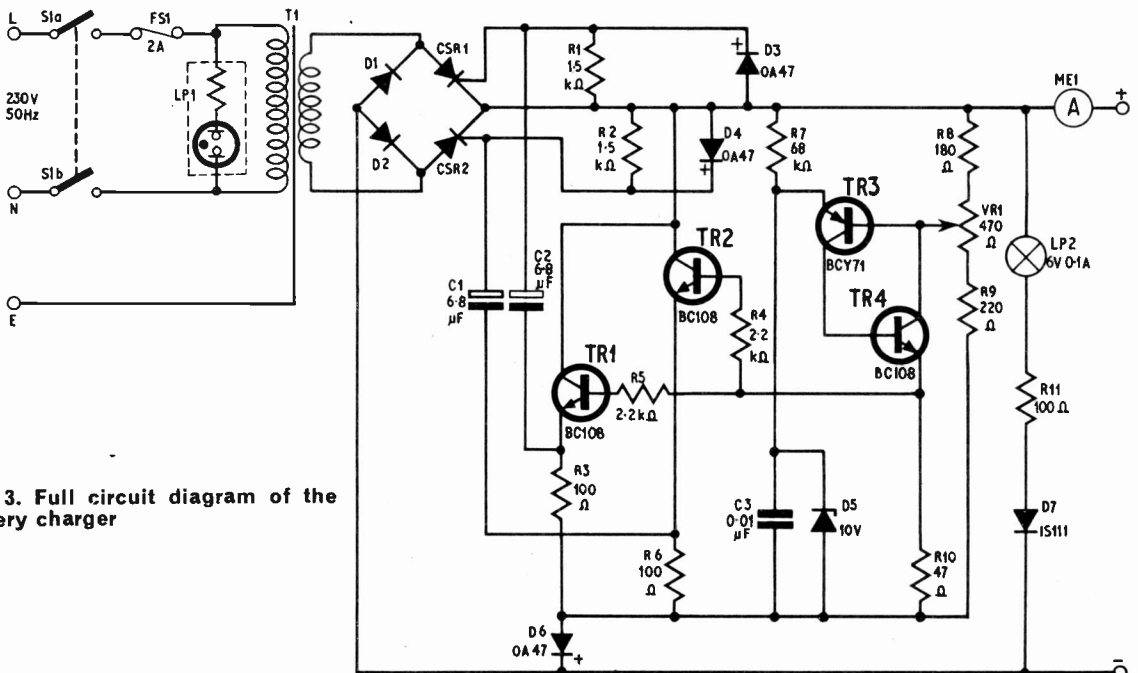 L
S1a
FS1
2A
T1
LP1
230V
50Hz
S1b
N
E
D1
CSR1
D2
CSR2
R1
1·5
kΩ
D3
OA47
R2
1·5
kΩ
D4
OA47
R7
68
kΩ
R8
180
Ω
ME1
A
+
+
+
TR3
BCY71
VR1
470
Ω
LP2
6V 0·1A
TR2
BC108
TR4
BC108
R9
220
Ω
C1
6·8
μF
C2
6·8
μF
R4
2·2
kΩ
TR1
BC108
R5
2·2kΩ
R11
100 Ω
R3
100
Ω
C3
0·01
μF
D5
10V
D7
IS111
R6
100
Ω
R10
47
Ω
D6
OA47
+
−
3. Full circuit diagram of the
ery charger